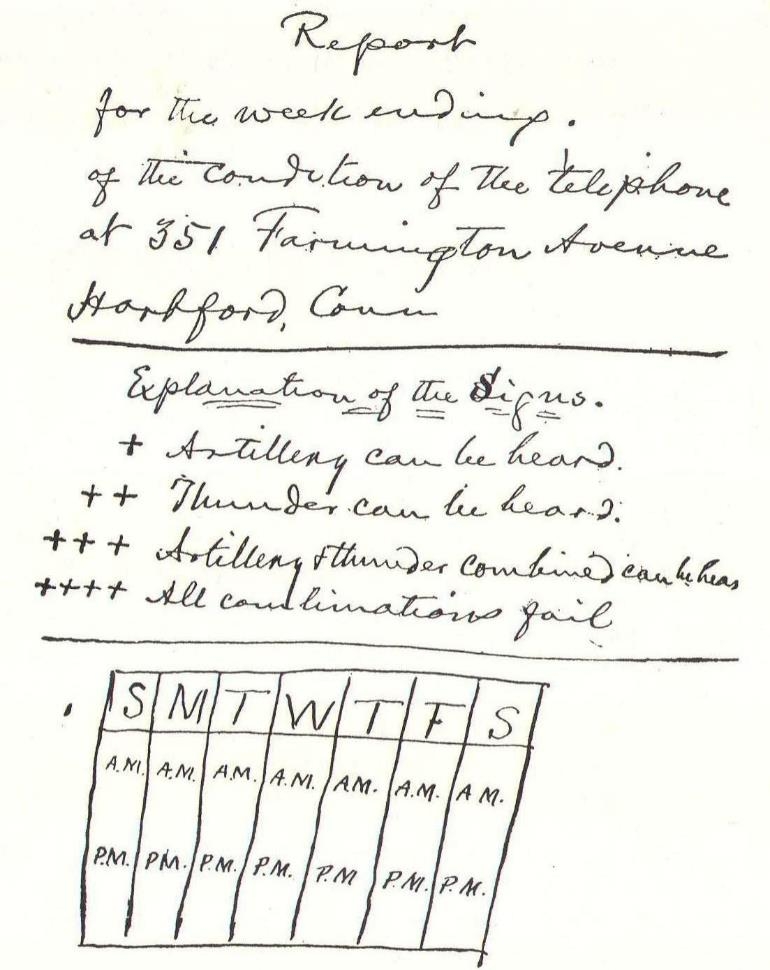 Report
for the week ending.
of the condition of the telephone
at 351 Farmington Avenue
Hartford, Conn
Explanation of the Signs.
+ Artillery can be heard.
++ Thunder can be heard.
+++ Artillery & thunder combined can be hear
++++ All combinations fail
S M T W T F S
A.M. A.M. A.M. A.M. A.M. A.M. A M.
P.M. P.M. P.M. P.M. P.M P.M. P.M.